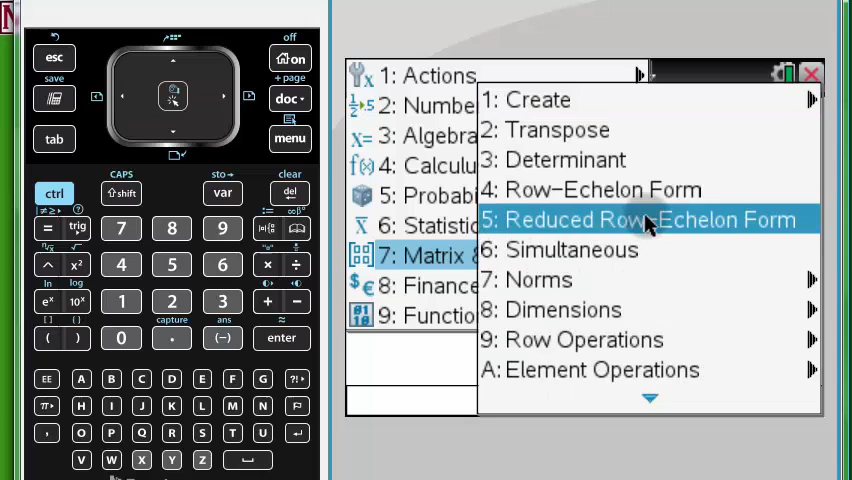 N
off
esc
on
save
+ page
doc
tab
menu
CAPS
sto→
clear
ctrl
shift
var
del
= trig 7 8 9
^ x² 4 5 6 × ÷
ln log
eˣ 10ˣ 1 2 3 + −
[ ] { } capture ans ≈
( ) 0 . (−) enter
EE A B C D E F ?!
π G H I J K L M
, N O P Q R S T U
V W X Y Z
1: Actions
2: Numbe
3: Algebra
4: Calculu
5: Probabi
6: Statistic
7: Matrix &
8: Finance
9: Functio
1: Create
2: Transpose
3: Determinant
4: Row-Echelon Form
5: Reduced Row-Echelon Form
6: Simultaneous
7: Norms
8: Dimensions
9: Row Operations
A: Element Operations